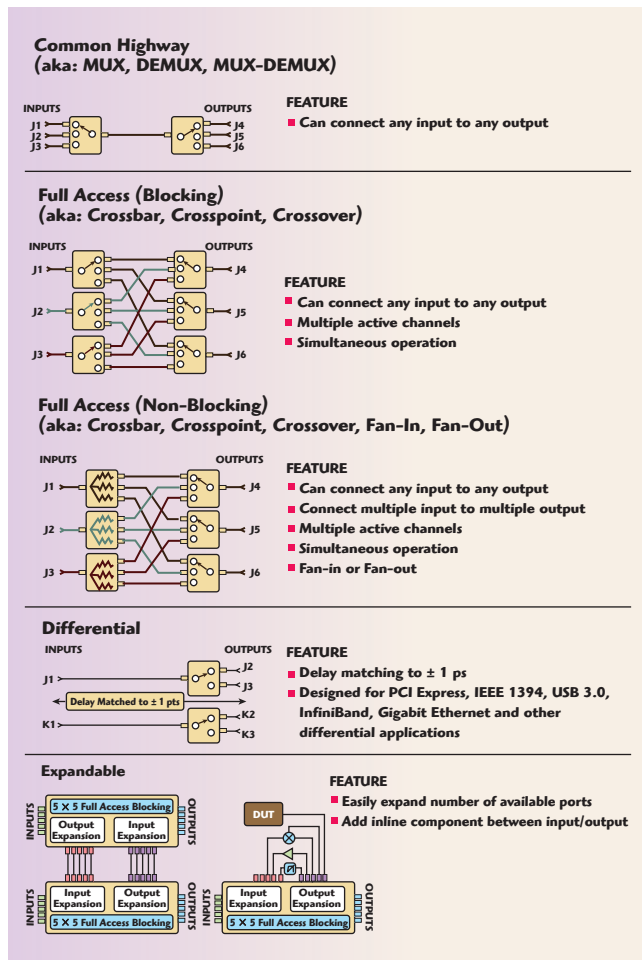 Common Highway
(aka: MUX, DEMUX, MUX-DEMUX)
INPUTS
OUTPUTS
J1
J2
J3
J4
J5
J6
FEATURE
Can connect any input to any output
Full Access (Blocking)
(aka: Crossbar, Crosspoint, Crossover)
INPUTS
OUTPUTS
J1
J2
J3
J4
J5
J6
FEATURE
Can connect any input to any output
Multiple active channels
Simultaneous operation
Full Access (Non-Blocking)
(aka: Crossbar, Crosspoint, Crossover, Fan-In, Fan-Out)
INPUTS
OUTPUTS
J1
J2
J3
J4
J5
J6
FEATURE
Can connect any input to any output
Connect multiple input to multiple output
Multiple active channels
Simultaneous operation
Fan-in or Fan-out
Differential
INPUTS
OUTPUTS
J1
J2
J3
Delay Matched to ± 1 pts
K1
K2
K3
FEATURE
Delay matching to ± 1 ps
Designed for PCI Express, IEEE 1394, USB 3.0,
InfiniBand, Gigabit Ethernet and other
differential applications
Expandable
INPUTS
5 × 5 Full Access Blocking
Output
Expansion
Input
Expansion
OUTPUTS
INPUTS
Input
Expansion
Output
Expansion
5 × 5 Full Access Blocking
OUTPUTS
DUT
INPUTS
Input
Expansion
Output
Expansion
5 × 5 Full Access Blocking
OUTPUTS
FEATURE
Easily expand number of available ports
Add inline component between input/output